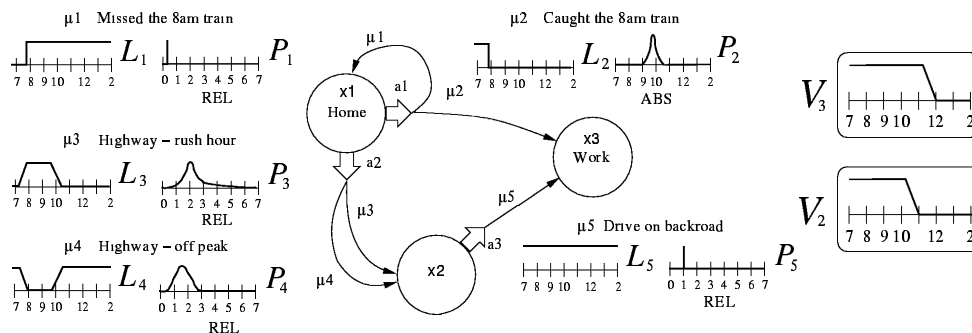 μ1 Missed the 8am train
L1
P1
7 8 9 10 12 2
0 1 2 3 4 5 6 7
REL
μ3 Highway – rush hour
L3
P3
7 8 9 10 12 2
0 1 2 3 4 5 6 7
REL
μ4 Highway – off peak
L4
P4
7 8 9 10 12 2
0 1 2 3 4 5 6 7
REL
μ1
x1
Home
a1
a2
μ2
μ3
μ4
x2
a3
μ5
x3
Work
μ2 Caught the 8am train
L2
P2
7 8 9 10 12 2
7 8 9 10 12 2
ABS
μ5 Drive on backroad
L5
P5
7 8 9 10 12 2
0 1 2 3 4 5 6 7
REL
V3
7 8 9 10 12 2
V2
7 8 9 10 12 2